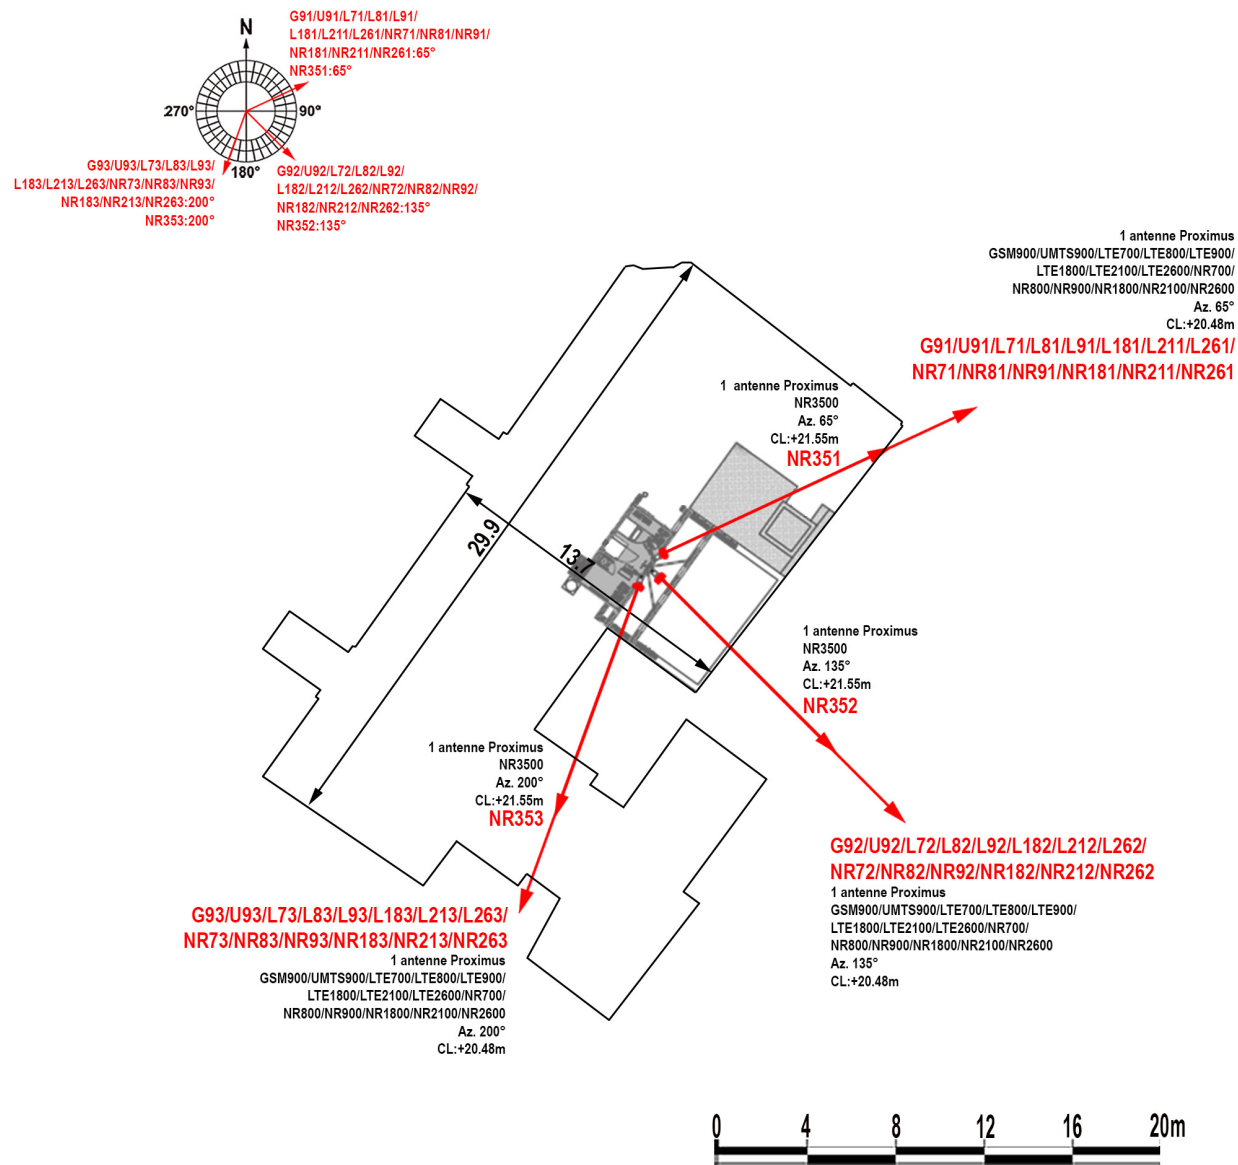 G91/U91/L71/L81/L91/
L181/L211/L261/NR71/NR81/NR91/
NR181/NR211/NR261:65°
NR351:65°
N
270°
90°
180°
G93/U93/L73/L83/L93/
L183/L213/L263/NR73/NR83/NR93/
NR183/NR213/NR263:200°
NR353:200°
G92/U92/L72/L82/L92/
L182/L212/L262/NR72/NR82/NR92/
NR182/NR212/NR262:135°
NR352:135°
1 antenne Proximus
GSM900/UMTS900/LTE700/LTE800/LTE900/
LTE1800/LTE2100/LTE2600/NR700/
NR800/NR900/NR1800/NR2100/NR2600
Az. 65°
CL:+20.48m
G91/U91/L71/L81/L91/L181/L211/L261/
NR71/NR81/NR91/NR181/NR211/NR261
1 antenne Proximus
NR3500
Az. 65°
CL:+21.55m
NR351
29.9
13.7
1 antenne Proximus
NR3500
Az. 135°
CL:+21.55m
NR352
1 antenne Proximus
NR3500
Az. 200°
CL:+21.55m
NR353
G92/U92/L72/L82/L92/L182/L212/L262/
NR72/NR82/NR92/NR182/NR212/NR262
1 antenne Proximus
GSM900/UMTS900/LTE700/LTE800/LTE900/
LTE1800/LTE2100/LTE2600/NR700/
NR800/NR900/NR1800/NR2100/NR2600
Az. 135°
CL:+20.48m
G93/U93/L73/L83/L93/L183/L213/L263/
NR73/NR83/NR93/NR183/NR213/NR263
1 antenne Proximus
GSM900/UMTS900/LTE700/LTE800/LTE900/
LTE1800/LTE2100/LTE2600/NR700/
NR800/NR900/NR1800/NR2100/NR2600
Az. 200°
CL:+20.48m
0 4 8 12 16 20m